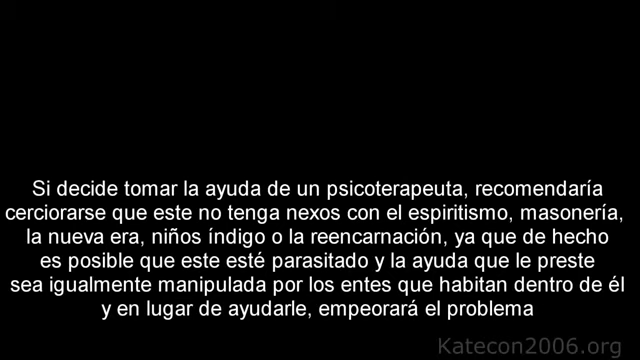 Si decide tomar la ayuda de un psicoterapeuta, recomendaría
cerciorarse que este no tenga nexos con el espiritismo, masonería,
la nueva era, niños índigo o la reencarnación, ya que de hecho
es posible que este esté parasitado y la ayuda que le preste
sea igualmente manipulada por los entes que habitan dentro de él
y en lugar de ayudarle, empeorará el problema
Katecon2006.org